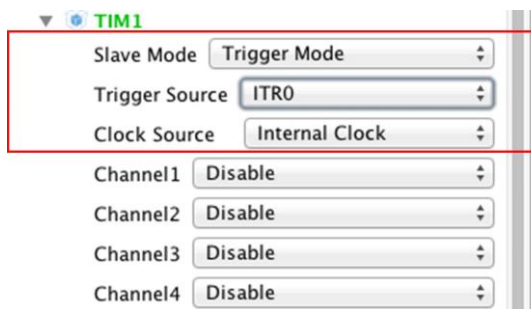 TIM1
Slave Mode Trigger Mode
Trigger Source ITR0
Clock Source Internal Clock
Channel1 Disable
Channel2 Disable
Channel3 Disable
Channel4 Disable